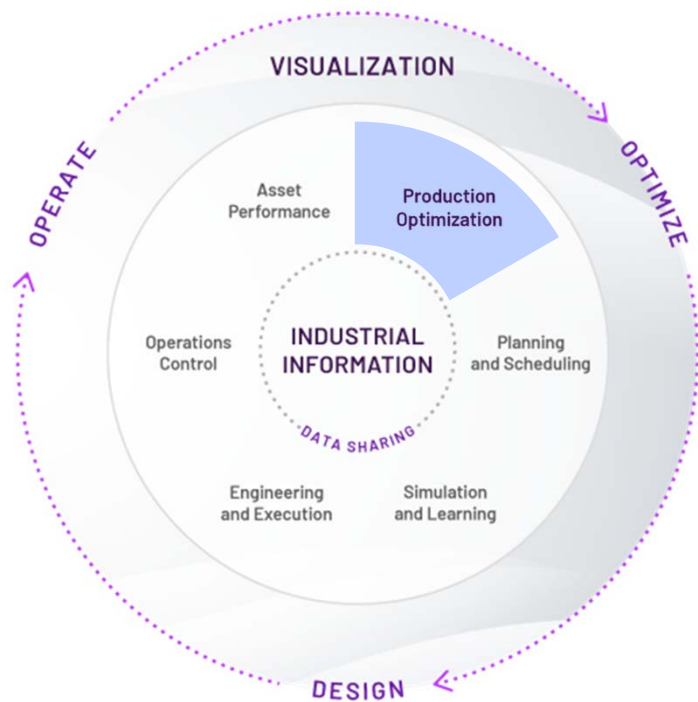 VISUALIZATION
OPERATE
OPTIMIZE
Asset
Performance
Production
Optimization
Operations
Control
INDUSTRIAL
INFORMATION
Planning
and Scheduling
DATA SHARING
Engineering
and Execution
Simulation
and Learning
DESIGN